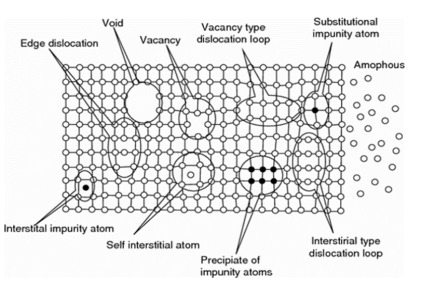 Void
Edge dislocation
Vacancy
Vacancy type
dislocation loop
Substitutional
impurity atom
Amophous
Interstital impurity atom
Self interstitial atom
Precipiate of
impurity atoms
Interstirial type
dislocation loop